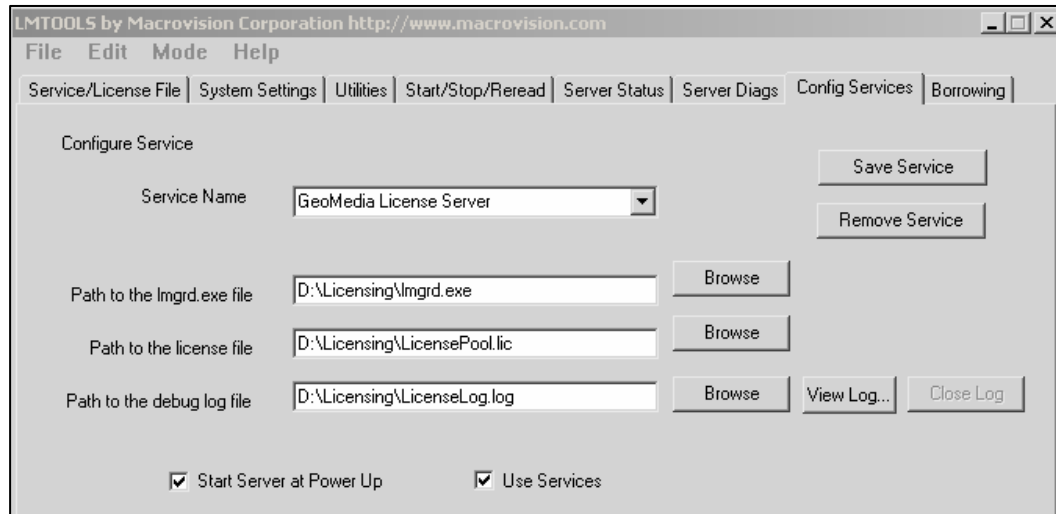 LMTOOLS by Macrovision Corporation http://www.macrovision.com
File Edit Mode Help
Service/License File System Settings Utilities Start/Stop/Reread Server Status Server Diags Config Services Borrowing
Configure Service
Save Service
Service Name GeoMedia License Server
Remove Service
Path to the lmgrd.exe file D:\Licensing\lmgrd.exe Browse
Path to the license file D:\Licensing\LicensePool.lic Browse
Path to the debug log file D:\Licensing\LicenseLog.log Browse View Log... Close Log
Start Server at Power Up Use Services